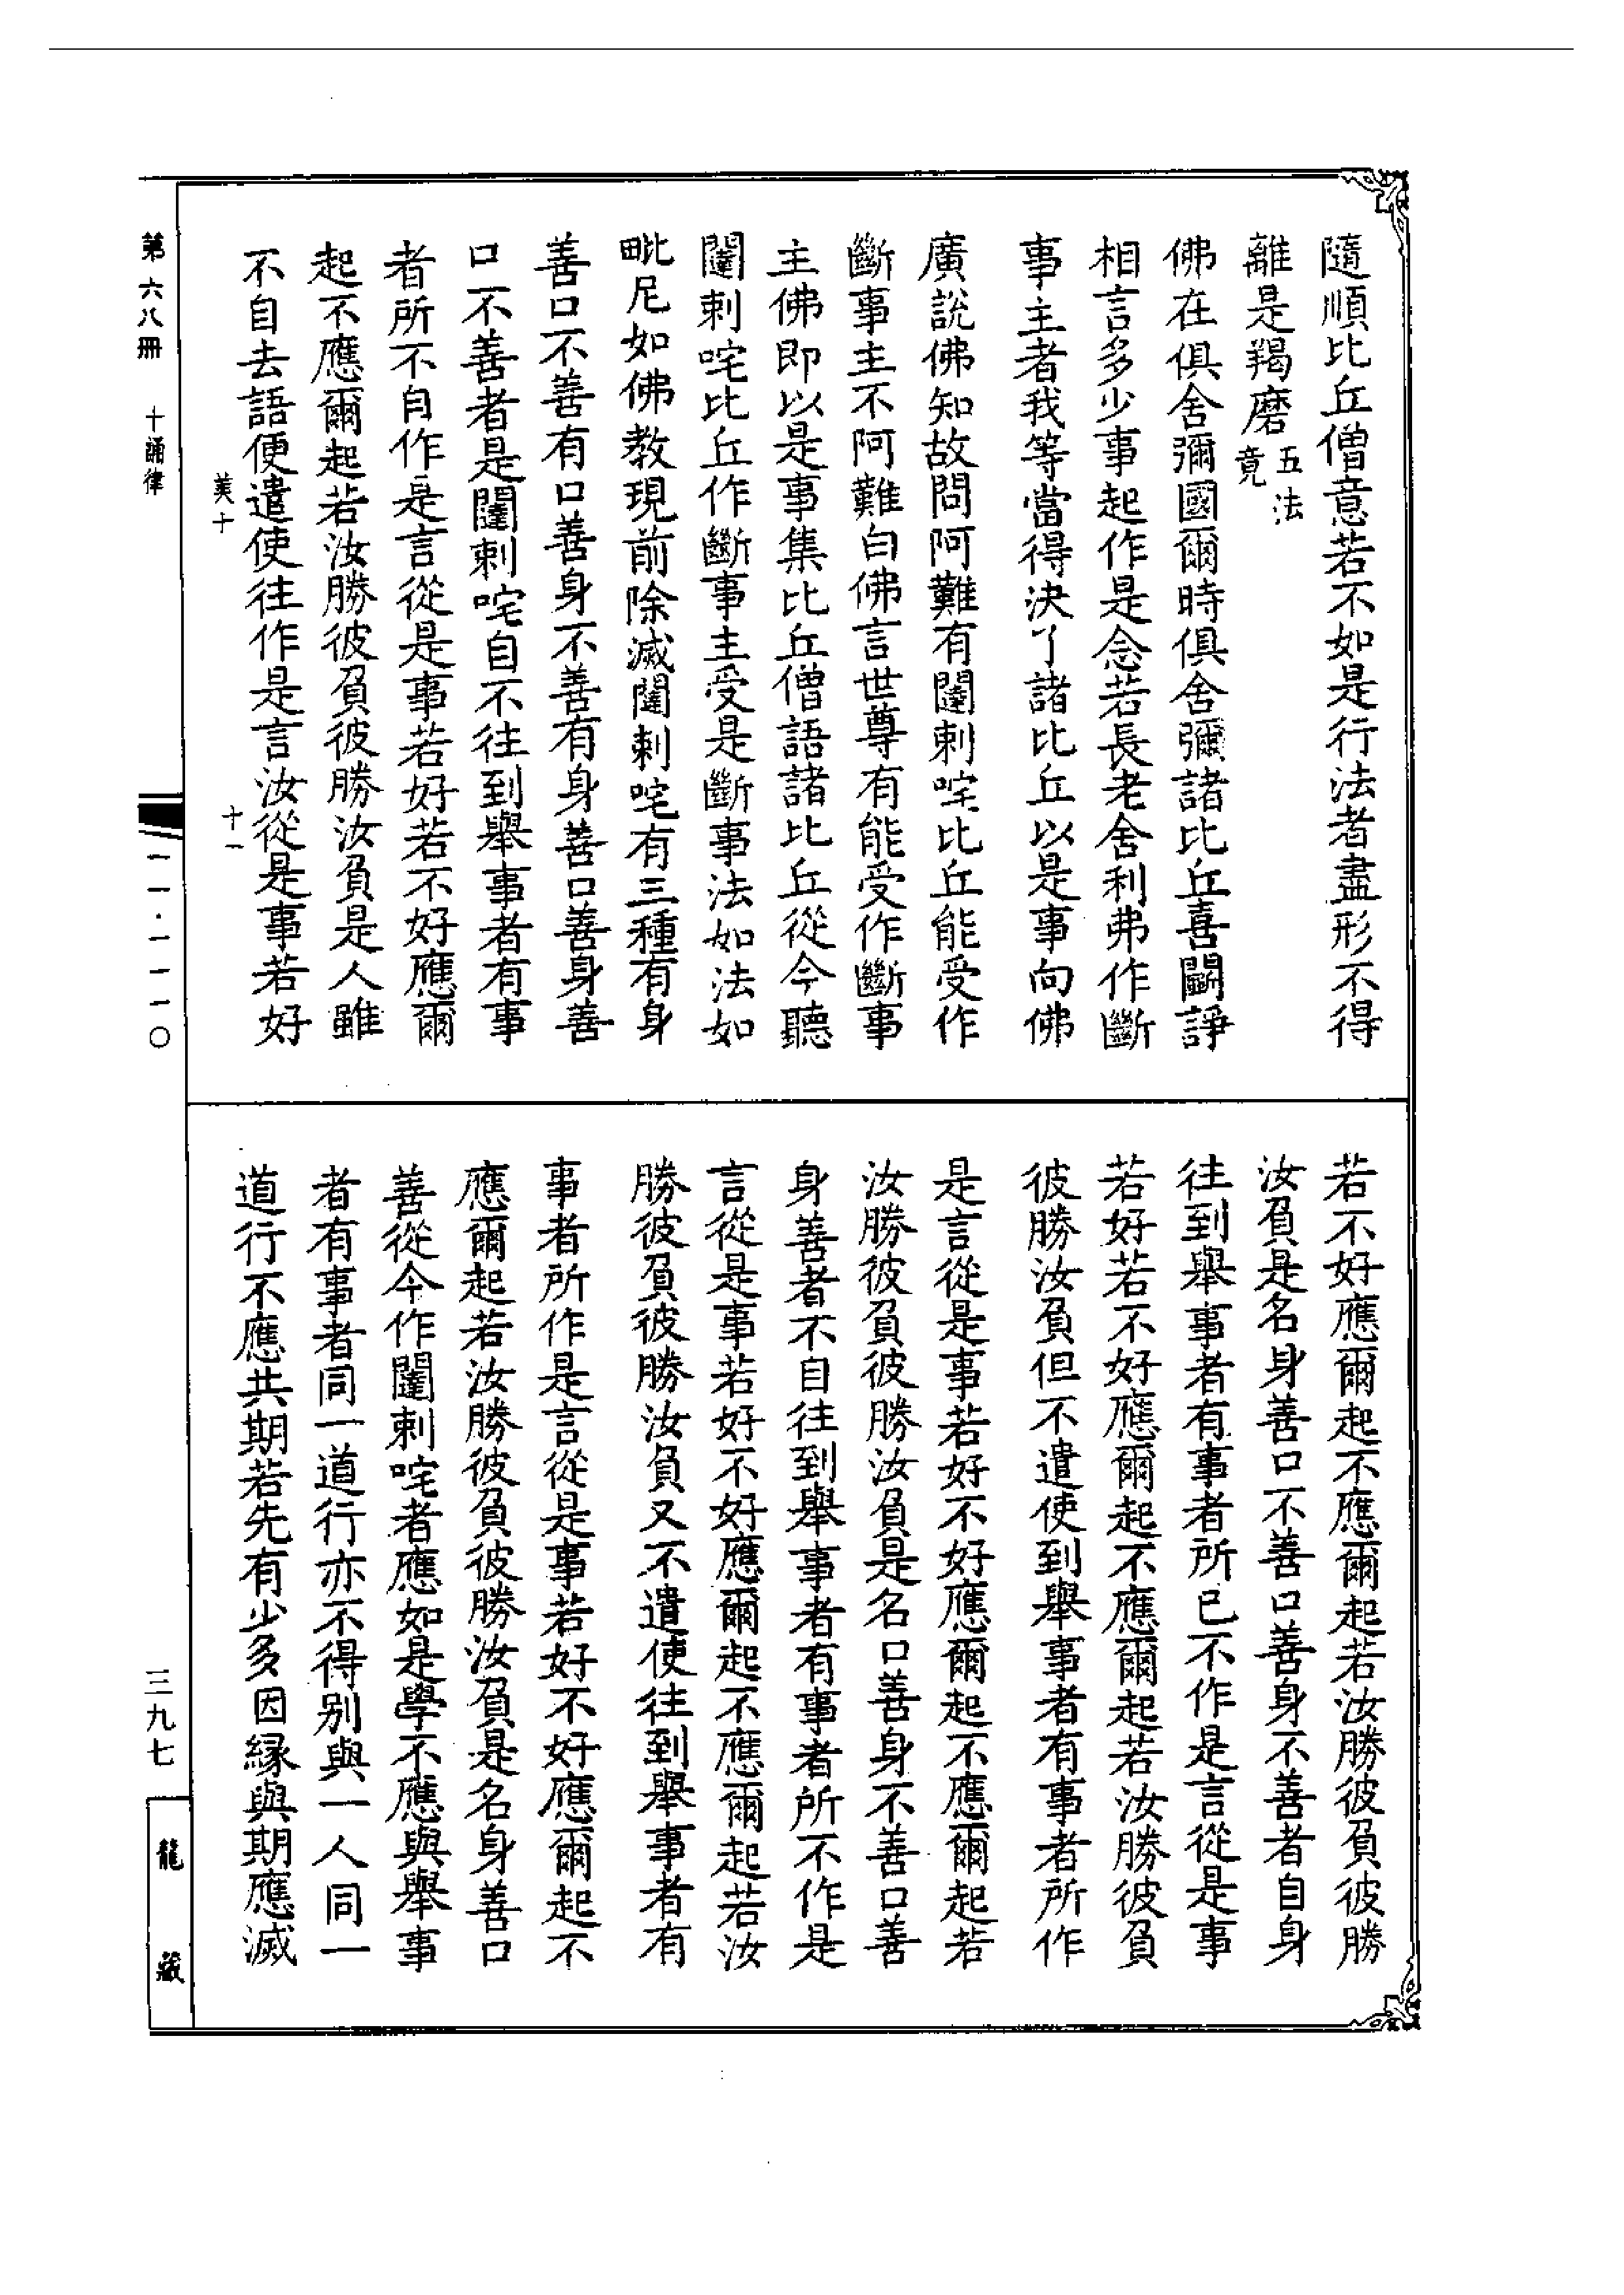 隨順比丘僧意若不如是行法者盡形不得
離是羯磨五法竟
佛在俱舍彌國爾時俱舍彌諸比丘喜鬪諍
相言多少事起作是念若長老舍利弗作斷
事主者我等當得決了諸比丘以是事向佛
廣說佛知故問阿難有闥剌咤比丘能受作
斷事主不阿難白佛言世尊有能受作斷事
主佛即以是事集比丘僧語諸比丘從今聽
闥剌咤比丘作斷事主受是斷事法如法如
毗尼如佛教現前除滅闥剌咤有三種有身
善口不善有口善身不善有身善口善身善
口不善者是闥剌咤自不往到舉事者有事
者所不自作是言從是事若好若不好應爾
起不應爾起若汝勝彼負彼勝汝負是人雖
不自去語便遣使往作是言汝從是事若好
若不好應爾起不應爾起若汝勝彼負彼勝
汝負是名身善口不善口善身不善者自身
往到舉事者有事者所已不作是言從是事
若好若不好應爾起不應爾起若汝勝彼負
彼勝汝負但不遣使到舉事者有事者所作
是言從是事若好不好應爾起不應爾起若
汝勝彼負彼勝汝負是名口善身不善口善
身善者不自往到舉事者有事者所不作是
言從是事若好不好應爾起不應爾起若汝
勝彼負彼勝汝負又不遣使往到舉事者有
事者所作是言從是事若好不好應爾起不
應爾起若汝勝彼負彼勝汝負是名身善口
善從今作闥剌咤者應如是學不應與舉事
者有事者同一道行亦不得別與一人同一
道行不應共期若先有少多因緣與期應滅
第六八冊 十誦律
美十 十一
一一·一一一〇
三九七
龍藏